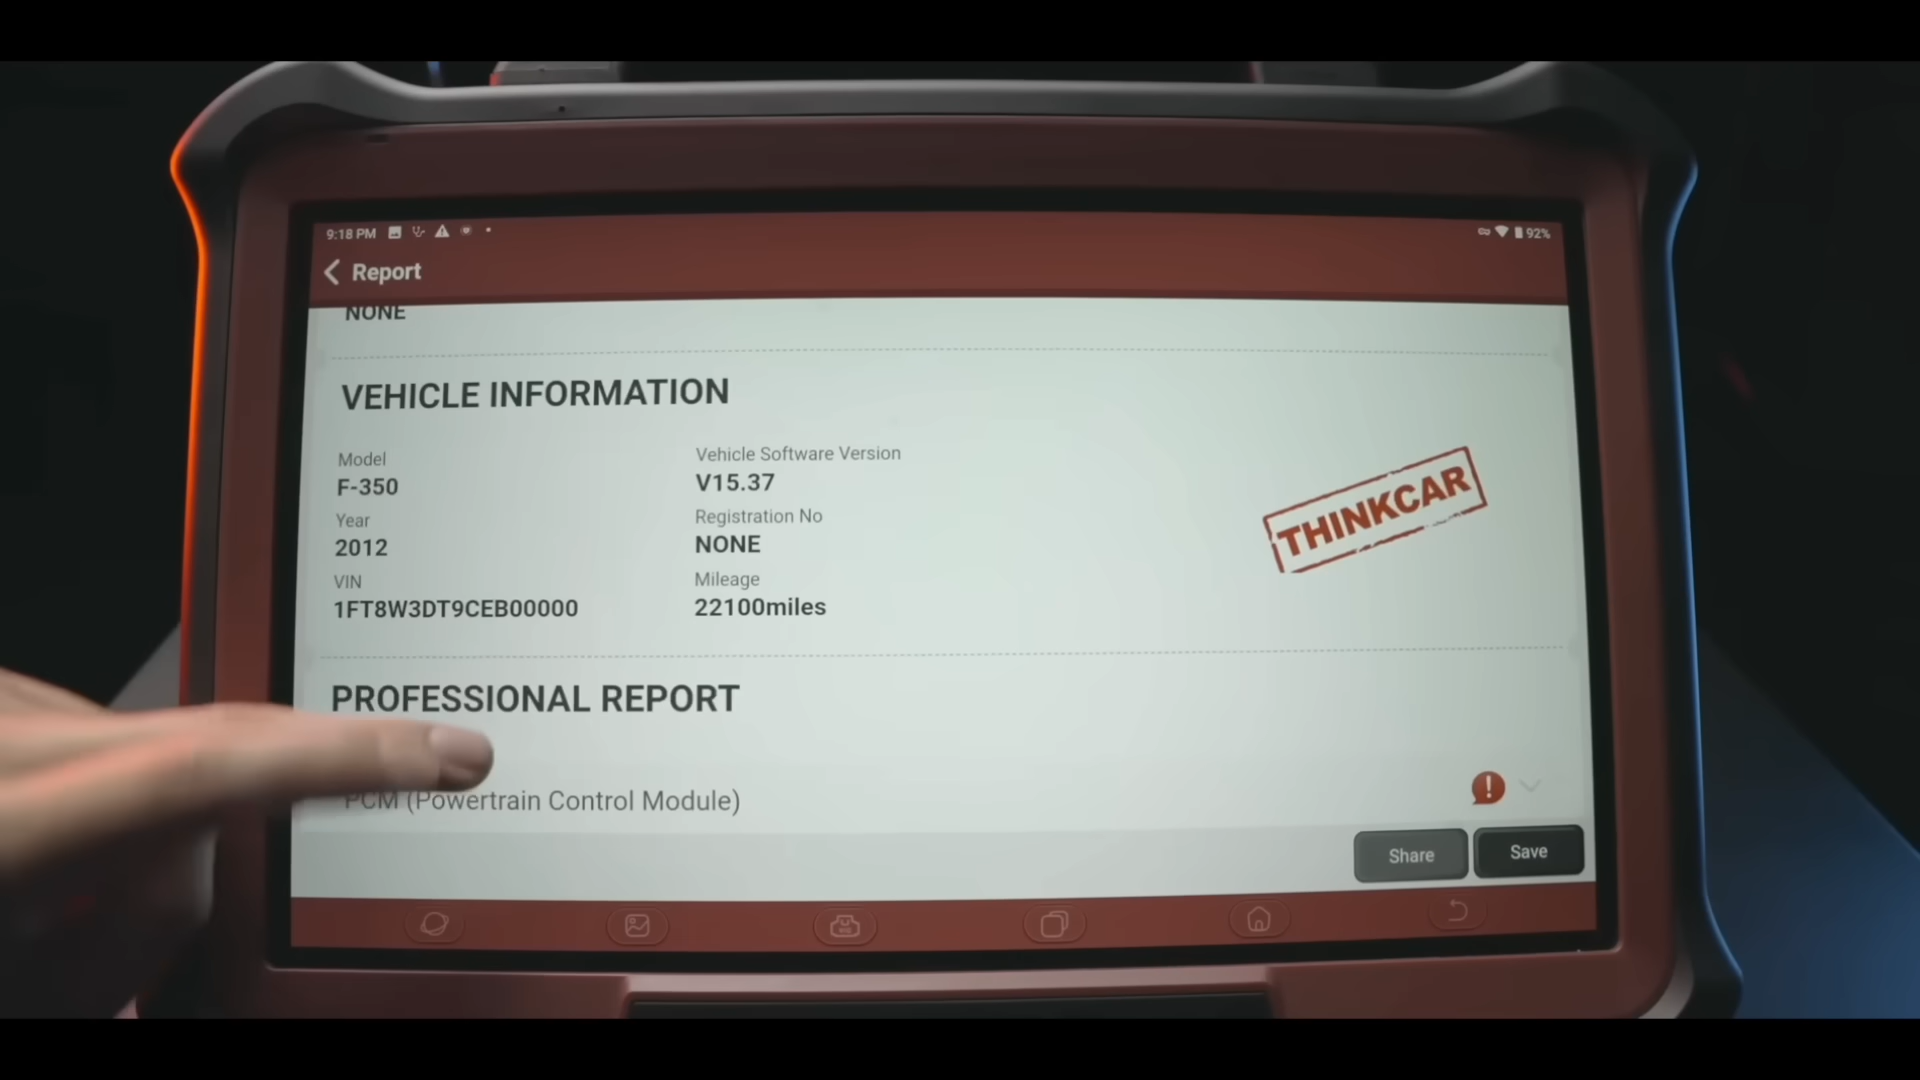 9:18 PM
92%
Report
NONE
VEHICLE INFORMATION
Model
F-350
Vehicle Software Version
V15.37
Year
2012
Registration No
NONE
VIN
1FT8W3DT9CEB00000
Mileage
22100miles
THINKCAR
PROFESSIONAL REPORT
PCM (Powertrain Control Module)
Share
Save